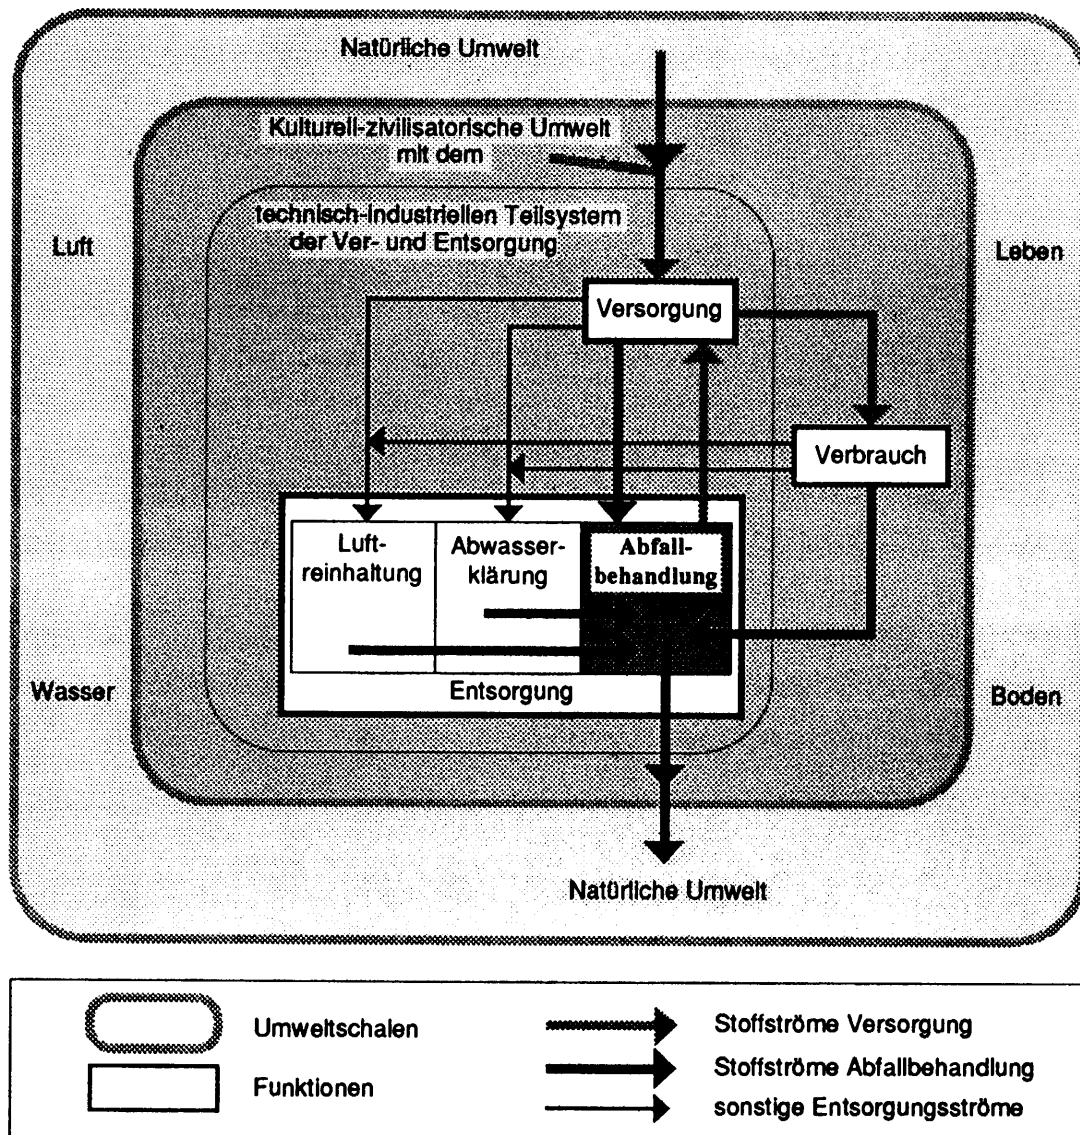 Natürliche Umwelt
Kulturell-zivilisatorische Umwelt
mit dem
technisch-industriellen Teilsystem
der Ver- und Entsorgung
Luft
Leben
Versorgung
Verbrauch
Luft-
reinhaltung
Abwasser-
klärung
Abfall-
behandlung
Entsorgung
Wasser
Boden
Natürliche Umwelt
Umweltschalen
Funktionen
Stoffströme Versorgung
Stoffströme Abfallbehandlung
sonstige Entsorgungsströme